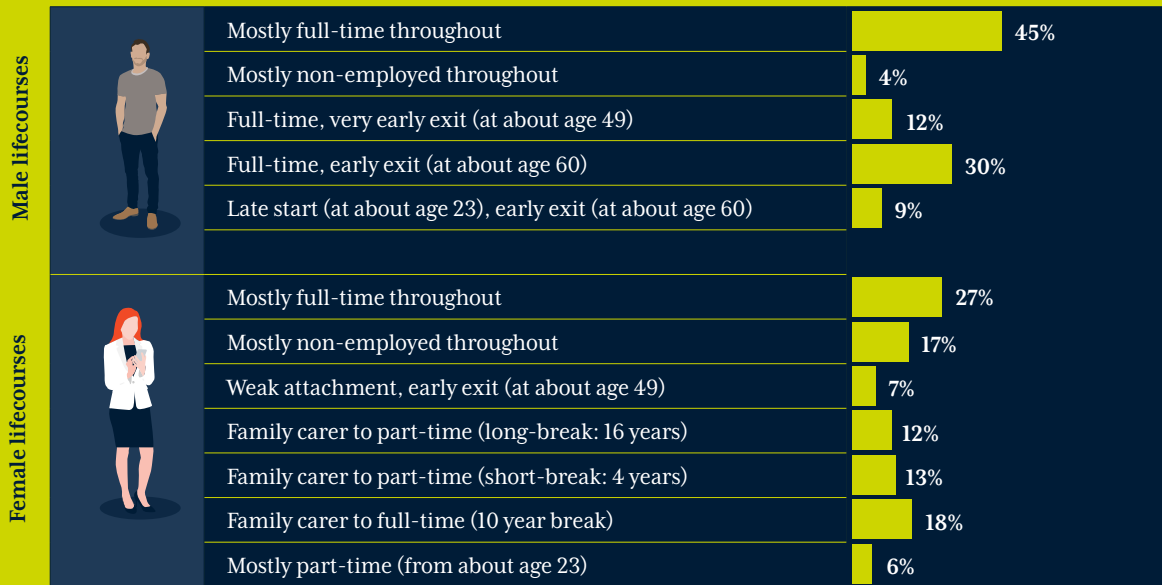 Male lifecourses
Mostly full-time throughout 45%
Mostly non-employed throughout 4%
Full-time, very early exit (at about age 49) 12%
Full-time, early exit (at about age 60) 30%
Late start (at about age 23), early exit (at about age 60) 9%
Female lifecourses
Mostly full-time throughout 27%
Mostly non-employed throughout 17%
Weak attachment, early exit (at about age 49) 7%
Family carer to part-time (long-break: 16 years) 12%
Family carer to part-time (short-break: 4 years) 13%
Family carer to full-time (10 year break) 18%
Mostly part-time (from about age 23) 6%